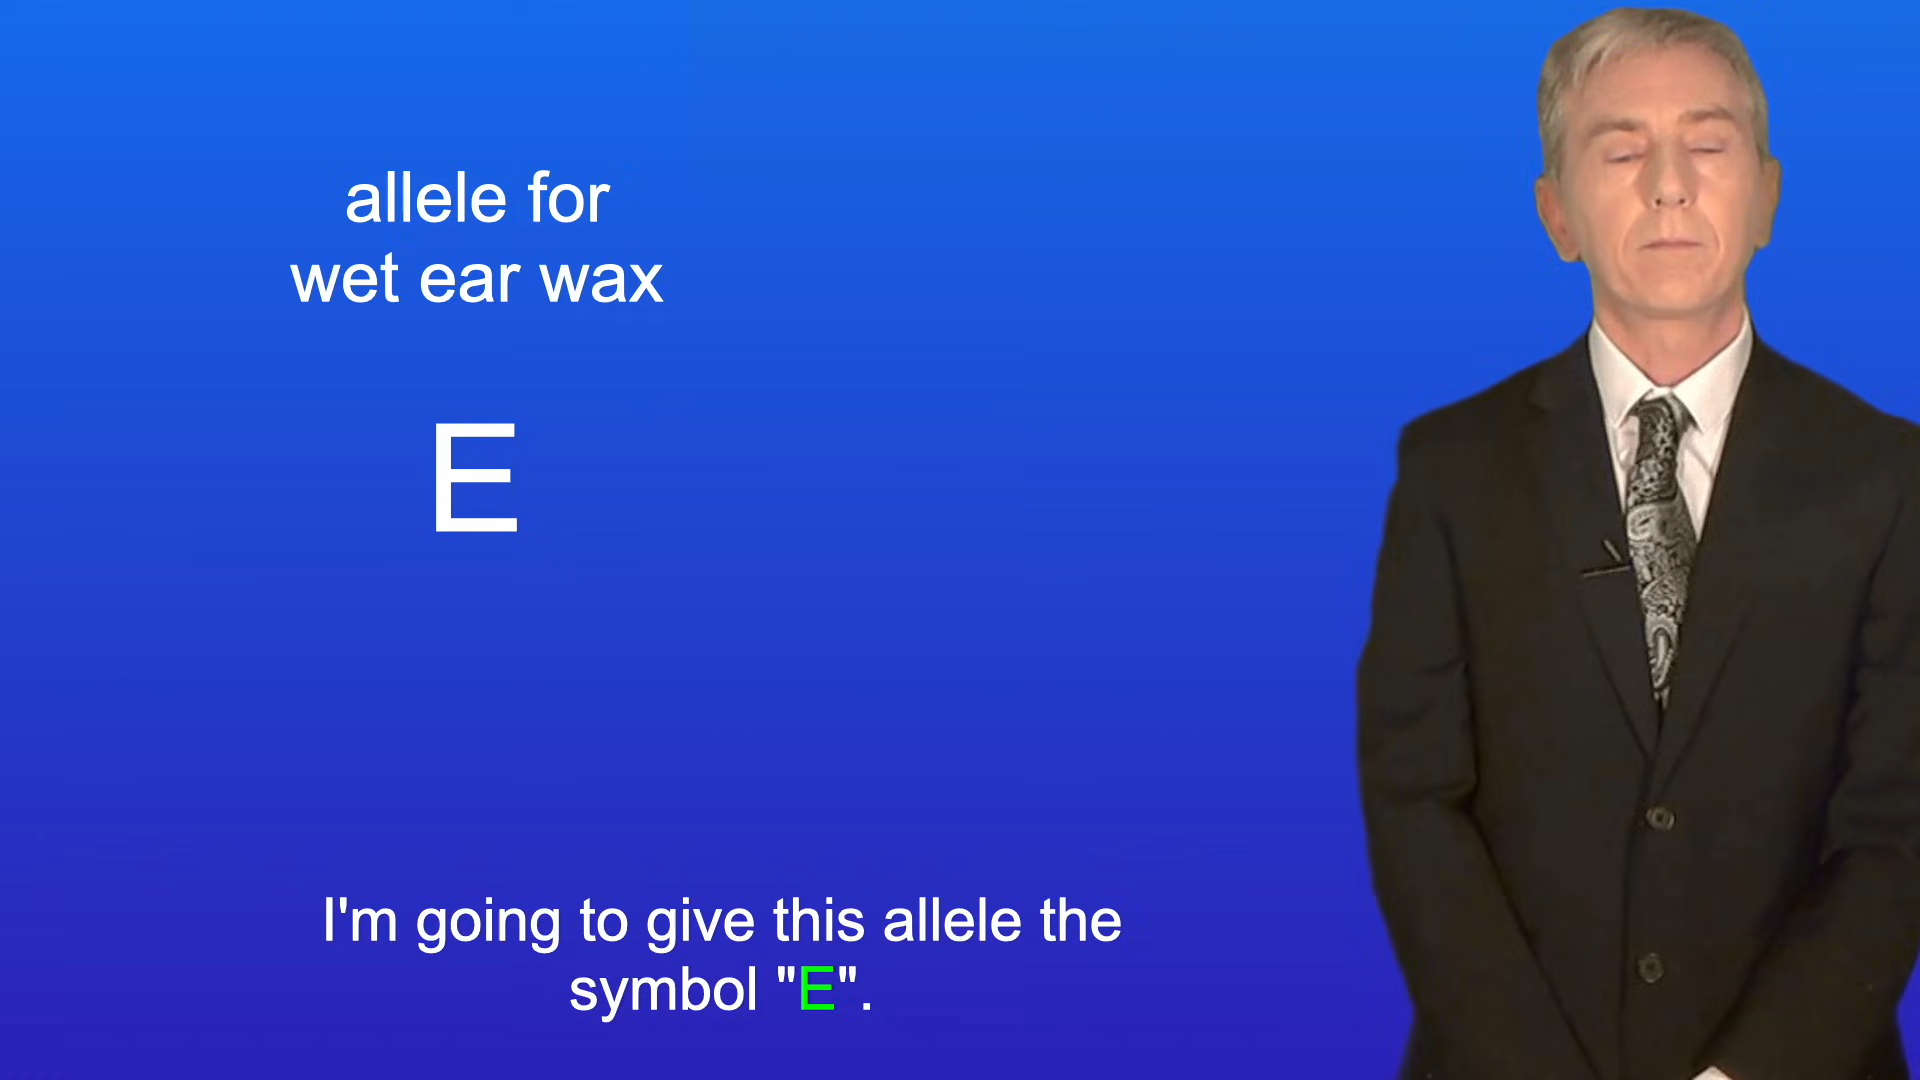 allele for
wet ear wax
E
I'm going to give this allele the
symbol "E".